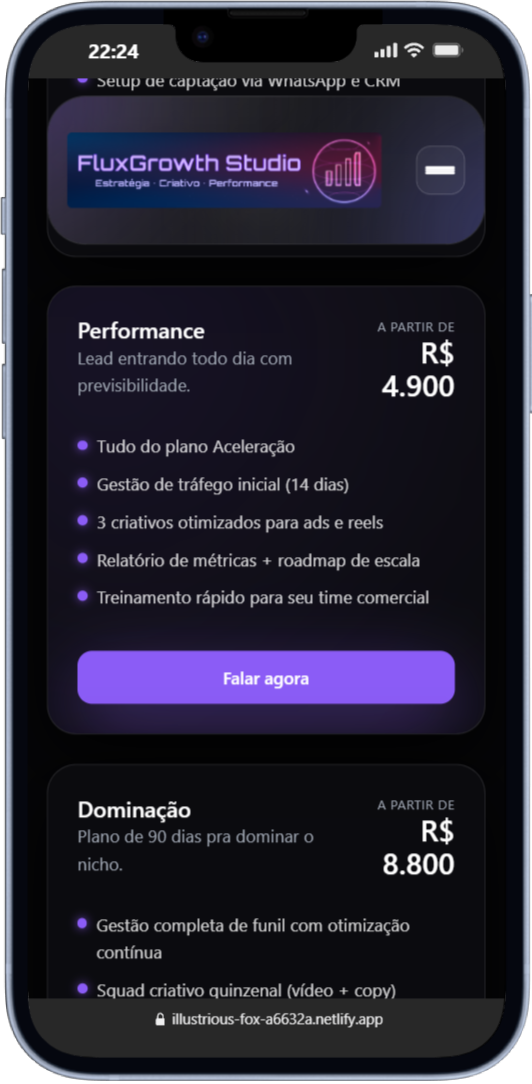 22:24
Setup de captação via WhatsApp e CRM
FluxGrowth Studio
Estratégia · Criativo · Performance
Performance
A PARTIR DE
R$
4.900
Lead entrando todo dia com
previsibilidade.
Tudo do plano Aceleração
Gestão de tráfego inicial (14 dias)
3 criativos otimizados para ads e reels
Relatório de métricas + roadmap de escala
Treinamento rápido para seu time comercial
Falar agora
Dominação
A PARTIR DE
R$
8.800
Plano de 90 dias pra dominar o
nicho.
Gestão completa de funil com otimização
contínua
Squad criativo quinzenal (vídeo + copy)
illustrious-fox-a6632a.netlify.app